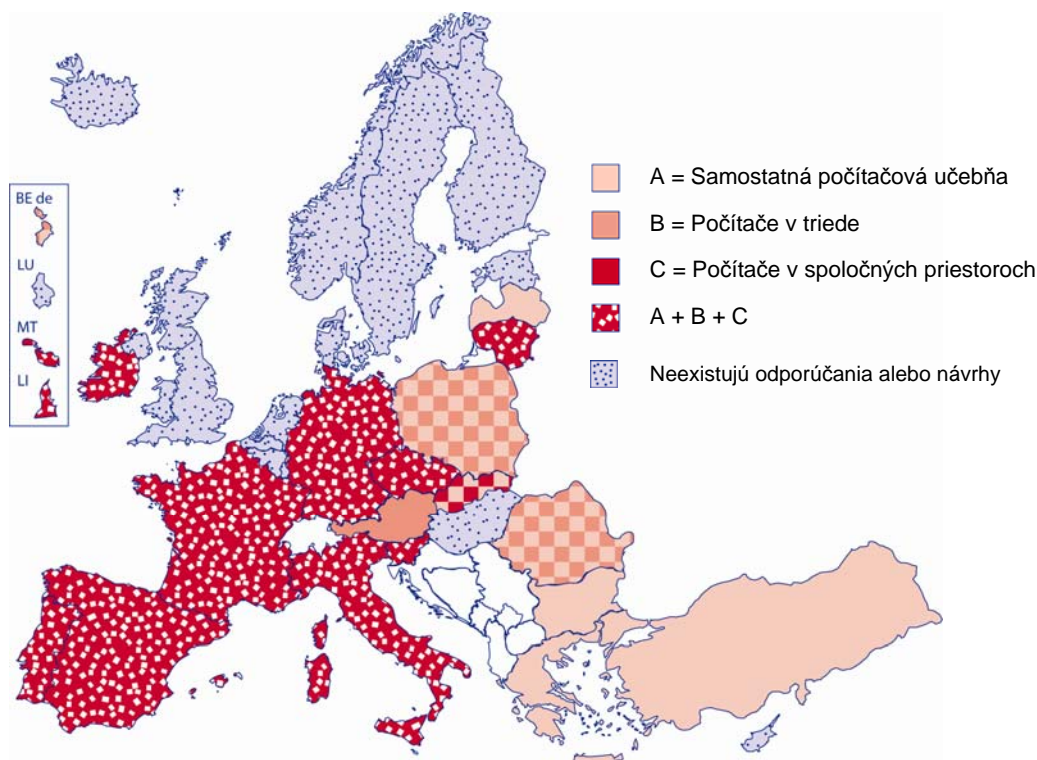 BE de
LU
MT
LI
A = Samostatná počítačová učebňa
B = Počítače v triede
C = Počítače v spoločných priestoroch
A + B + C
Neexistujú odporúčania alebo návrhy